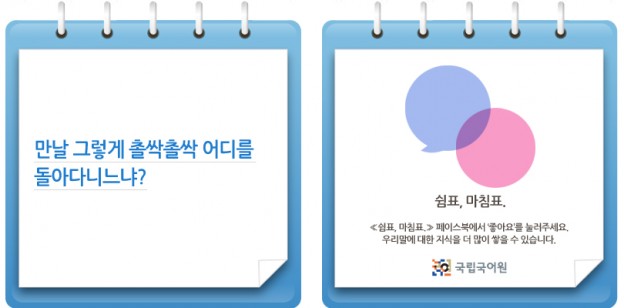 만날 그렇게 촐싹촐싹 어디를
돌아다니느냐?
쉼표, 마침표.
≪쉼표, 마침표.≫ 페이스북에서 '좋아요'를 눌러주세요.
우리말에 대한 지식을 더 많이 쌓을 수 있습니다.
국립국어원